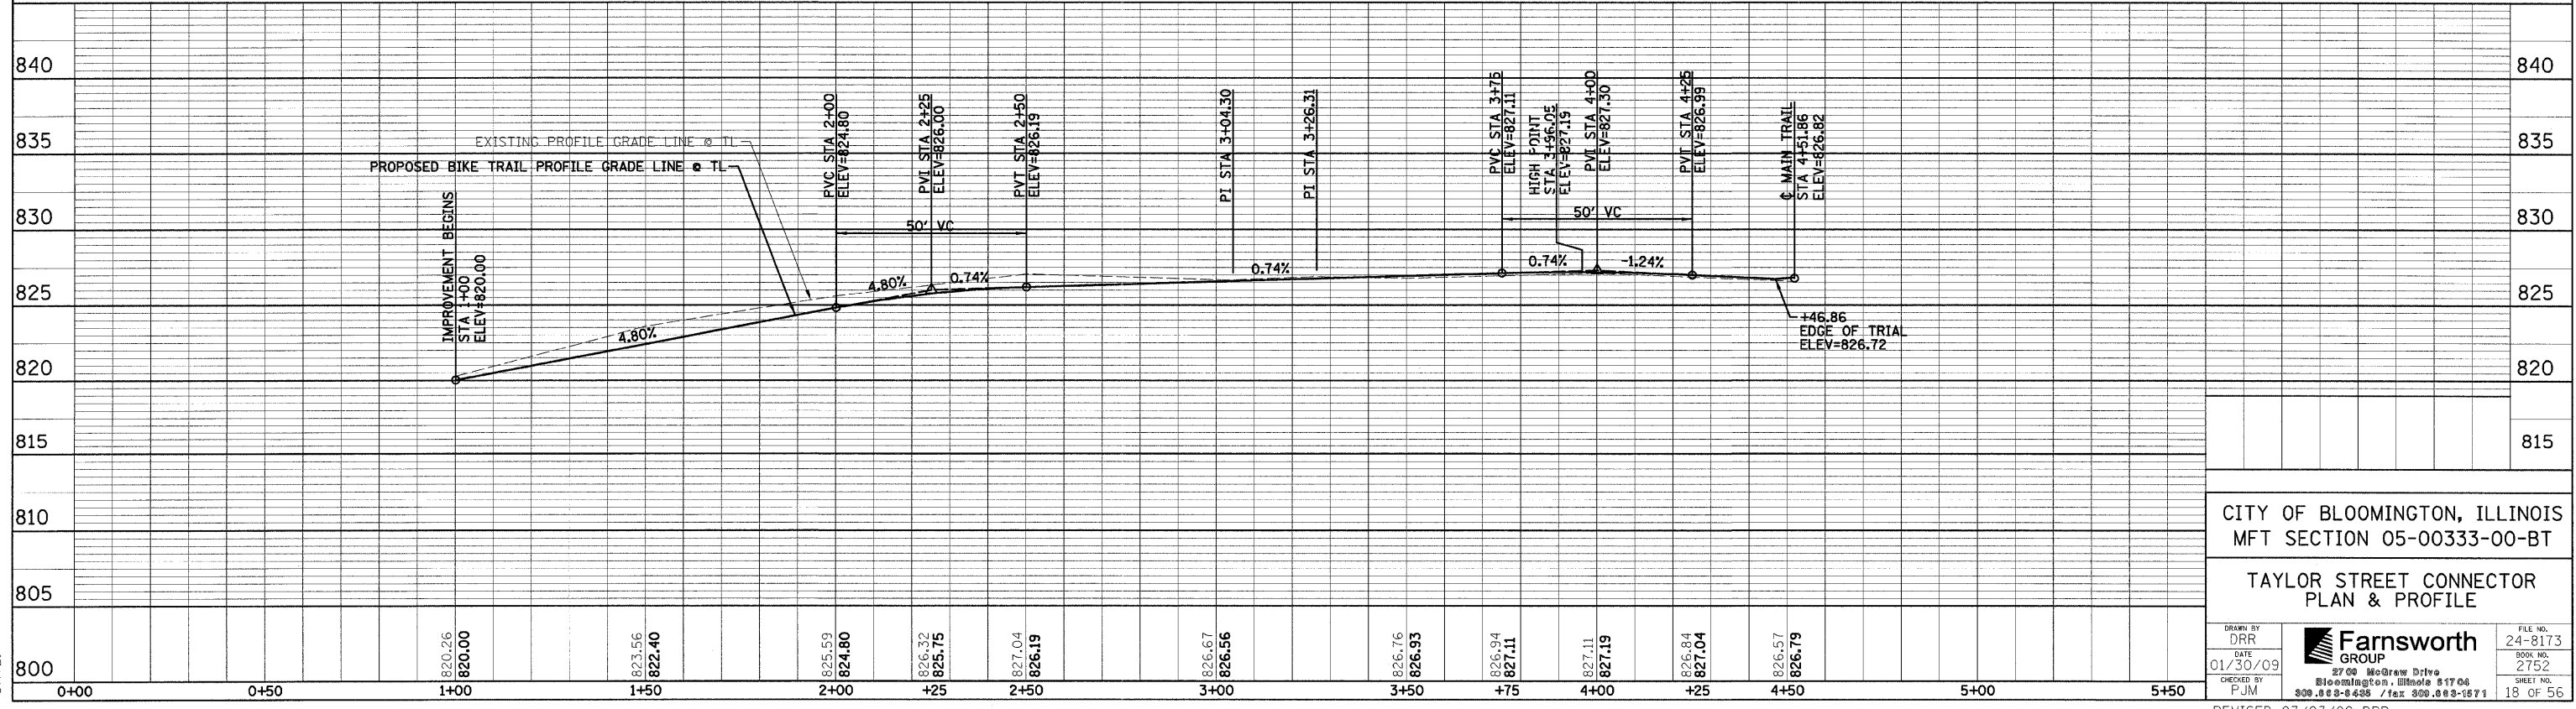 840
835
830
825
820
815
810
805
800
840
835
830
825
820
815
EXISTING PROFILE GRADE LINE @ TL
PROPOSED BIKE TRAIL PROFILE GRADE LINE @ TL
IMPROVEMENT BEGINS
STA 1+00
ELEV=820.00
4.80%
PVC STA 2+00
ELEV=824.80
PVI STA 2+25
ELEV=826.00
PVT STA 2+50
ELEV=826.19
50' VC
4.80%
0.74%
PI STA 3+04.30
PI STA 3+26.31
0.74%
PVC STA 3+75
ELEV=827.11
HIGH POINT
STA 3+96.05
ELEV=827.19
PVI STA 4+00
ELEV=827.30
PVT STA 4+25
ELEV=826.99
50' VC
0.74%
-1.24%
℄ MAIN TRAIL
STA 4+51.86
ELEV=826.82
+46.86
EDGE OF TRIAL
ELEV=826.72
820.26
820.00
823.56
822.40
825.59
824.80
826.32
825.75
827.04
826.19
826.67
826.56
826.76
826.93
826.94
827.11
827.11
827.19
826.84
827.04
826.57
826.79
0+00 0+50 1+00 1+50 2+00 +25 2+50 3+00 3+50 +75 4+00 +25 4+50 5+00 5+50
CITY OF BLOOMINGTON, ILLINOIS
MFT SECTION 05-00333-00-BT
TAYLOR STREET CONNECTOR
PLAN & PROFILE
DRAWN BY
DRR
DATE
01/30/09
CHECKED BY
PJM
Farnsworth
GROUP
2709 McGraw Drive
Bloomington, Illinois 61704
309.663-8435 / fax 309.663-1571
FILE NO.
24-8173
BOOK NO.
2752
SHEET NO.
18 OF 56